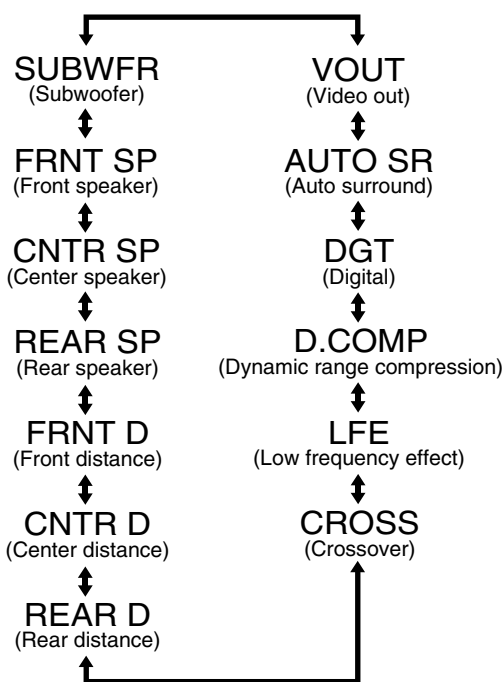 SUBWFR
(Subwoofer)
FRNT SP
(Front speaker)
CNTR SP
(Center speaker)
REAR SP
(Rear speaker)
FRNT D
(Front distance)
CNTR D
(Center distance)
REAR D
(Rear distance)
VOUT
(Video out)
AUTO SR
(Auto surround)
DGT
(Digital)
D.COMP
(Dynamic range compression)
LFE
(Low frequency effect)
CROSS
(Crossover)